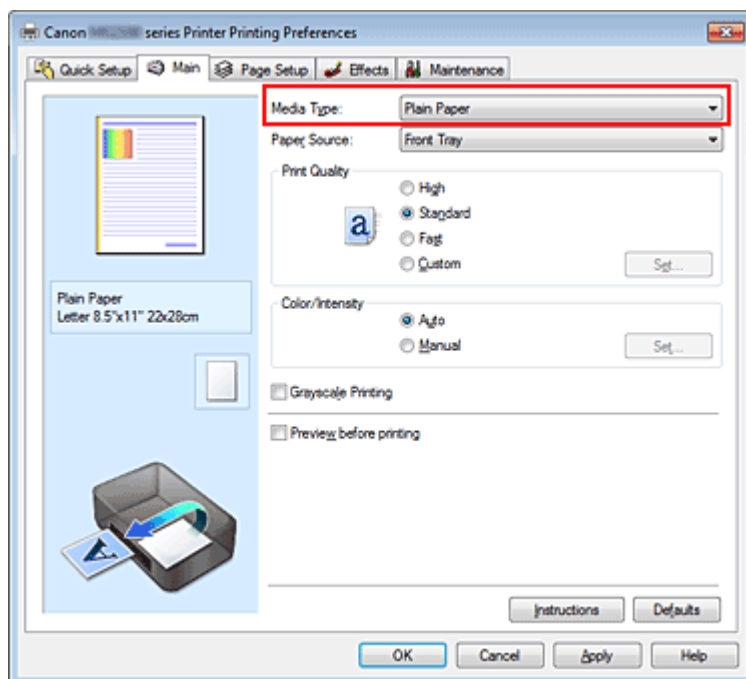 Canon series Printer Printing Preferences
Quick Setup Main Page Setup Effects Maintenance
Media Type: Plain Paper
Paper Source: Front Tray
Print Quality
High
a Standard
Fast
Custom Set...
Plain Paper
Letter 8.5"x11" 22x28cm
Color/Intensity
Auto
Manual Set...
Grayscale Printing
Preview before printing
A
Instructions Defaults
OK Cancel Apply Help